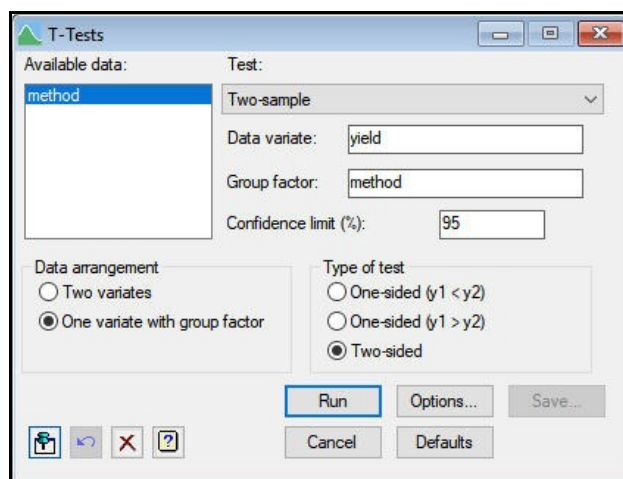 T-Tests
Available data:
method
Test:
Two-sample
Data variate: yield
Group factor: method
Confidence limit (%): 95
Data arrangement
Two variates
One variate with group factor
Type of test
One-sided (y1 < y2)
One-sided (y1 > y2)
Two-sided
Run Options... Save...
Cancel Defaults